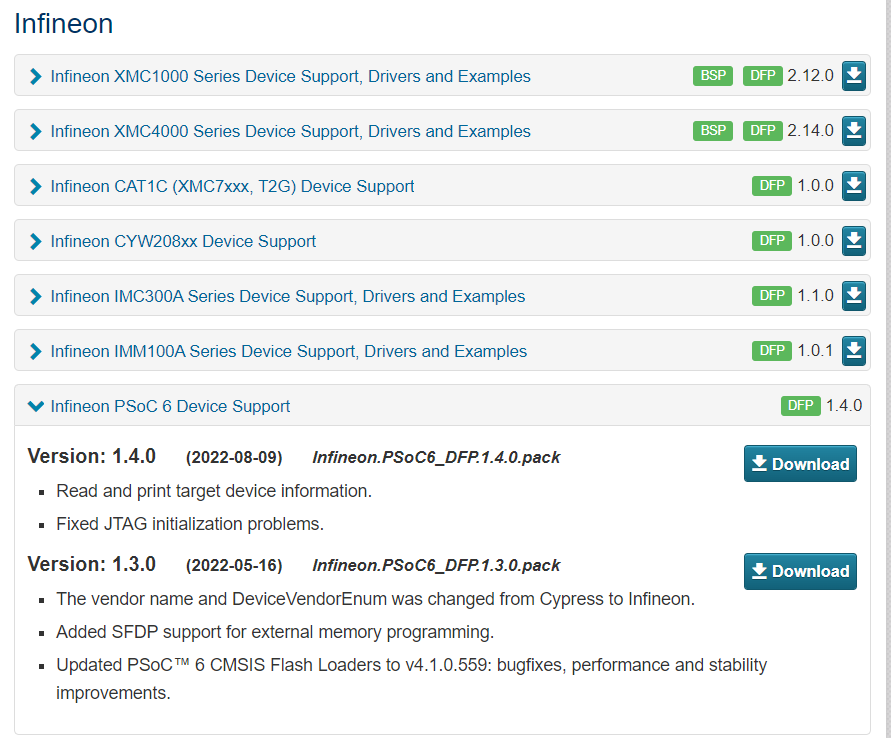 Infineon
Infineon XMC1000 Series Device Support, Drivers and Examples BSP DFP 2.12.0
Infineon XMC4000 Series Device Support, Drivers and Examples BSP DFP 2.14.0
Infineon CAT1C (XMC7xxx, T2G) Device Support DFP 1.0.0
Infineon CYW208xx Device Support DFP 1.0.0
Infineon IMC300A Series Device Support, Drivers and Examples DFP 1.1.0
Infineon IMM100A Series Device Support, Drivers and Examples DFP 1.0.1
Infineon PSoC 6 Device Support DFP 1.4.0
Version: 1.4.0 (2022-08-09) Infineon.PSoC6_DFP.1.4.0.pack Download
Read and print target device information.
Fixed JTAG initialization problems.
Version: 1.3.0 (2022-05-16) Infineon.PSoC6_DFP.1.3.0.pack Download
The vendor name and DeviceVendorEnum was changed from Cypress to Infineon.
Added SFDP support for external memory programming.
Updated PSoC™ 6 CMSIS Flash Loaders to v4.1.0.559: bugfixes, performance and stability
improvements.